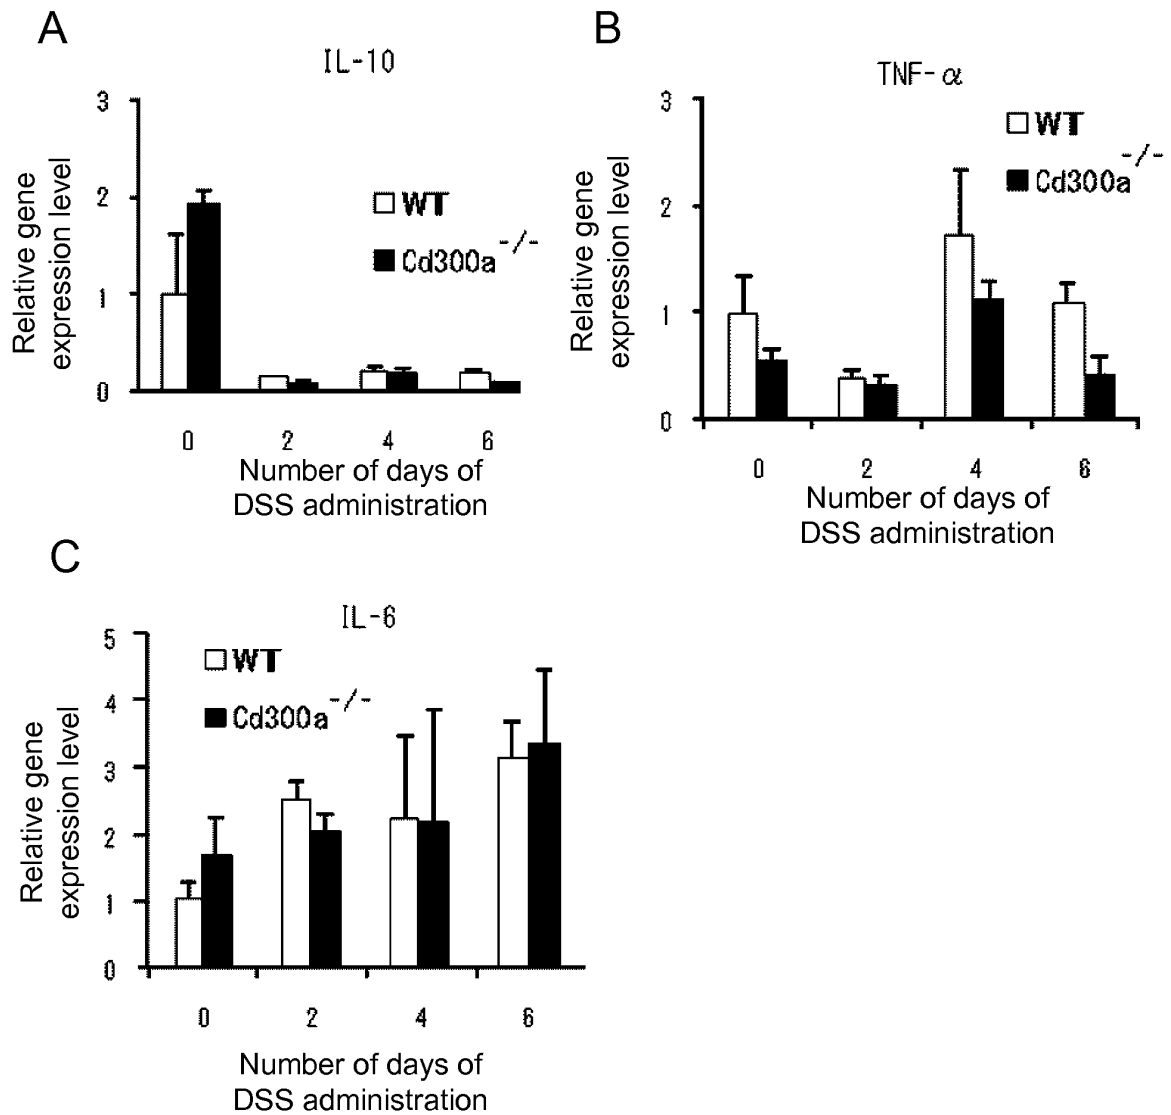 A
IL-10
Relative gene
expression level
3
2
1
0
WT
Cd300a-/-
0 2 4 6
Number of days of
DSS administration
B
TNF-α
Relative gene
expression level
3
2
1
0
WT
Cd300a-/-
0 2 4 6
Number of days of
DSS administration
C
IL-6
Relative gene
expression level
5
4
3
2
1
0
WT
Cd300a-/-
0 2 4 6
Number of days of
DSS administration